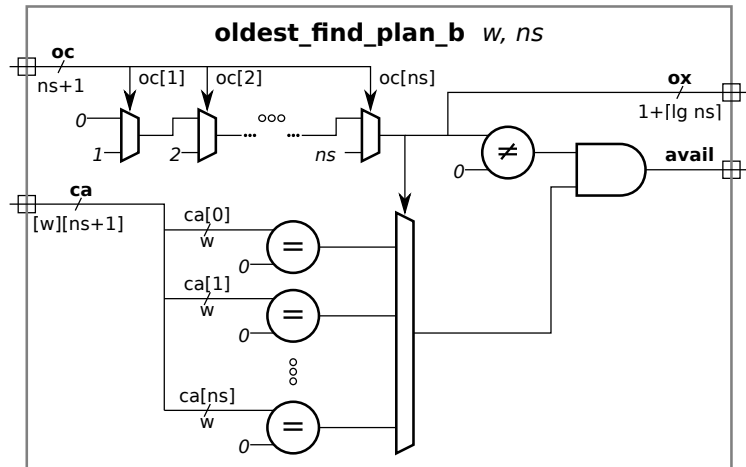 oldest_find_plan_b w, ns
oc
ns+1
oc[1]
oc[2]
oc[ns]
ox
1+⌈lg ns⌉
0
1
2
... ○○○ ...
ns
≠
0
avail
ca
[w][ns+1]
ca[0]
w
=
0
ca[1]
w
=
0
○○○
ca[ns]
w
=
0